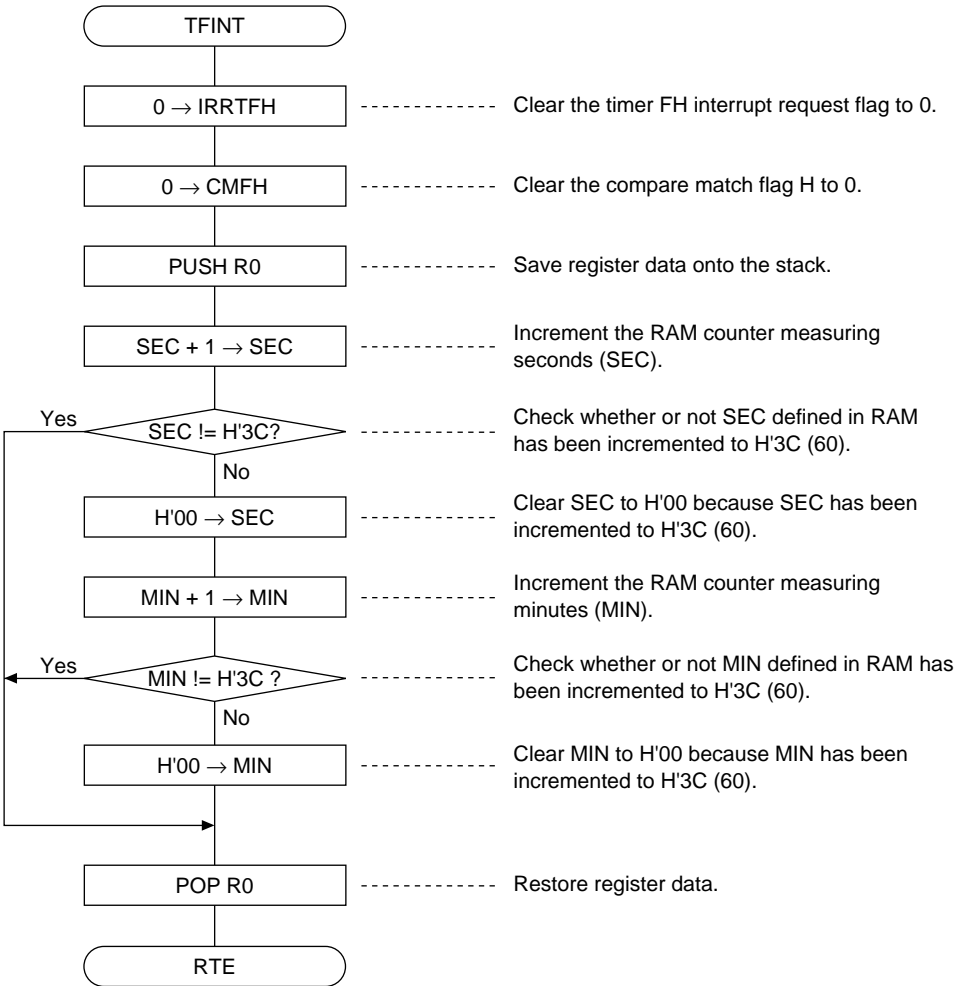 TFINT
0 → IRRTFH
Clear the timer FH interrupt request flag to 0.
0 → CMFH
Clear the compare match flag H to 0.
PUSH R0
Save register data onto the stack.
SEC + 1 → SEC
Increment the RAM counter measuring
seconds (SEC).
Yes
SEC != H'3C?
Check whether or not SEC defined in RAM
has been incremented to H'3C (60).
No
H'00 → SEC
Clear SEC to H'00 because SEC has been
incremented to H'3C (60).
MIN + 1 → MIN
Increment the RAM counter measuring
minutes (MIN).
Yes
MIN != H'3C ?
Check whether or not MIN defined in RAM has
been incremented to H'3C (60).
No
H'00 → MIN
Clear MIN to H'00 because MIN has been
incremented to H'3C (60).
POP R0
Restore register data.
RTE